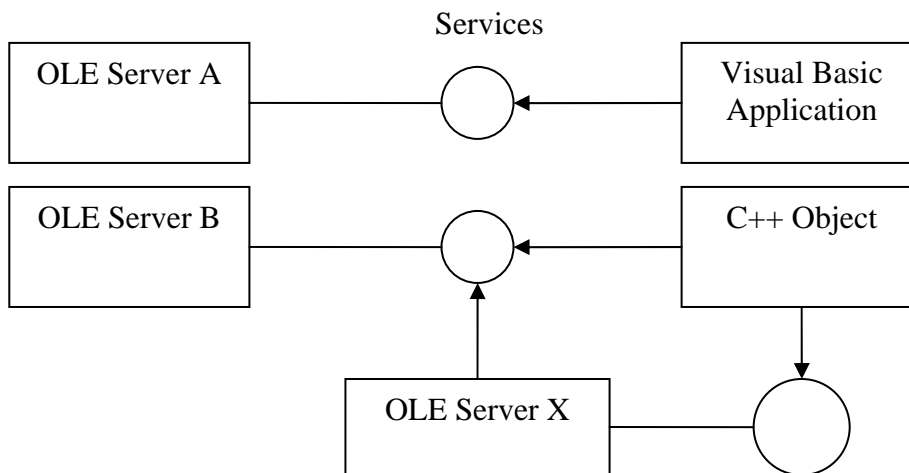 Services
OLE Server A
Visual Basic
Application
OLE Server B
C++ Object
OLE Server X